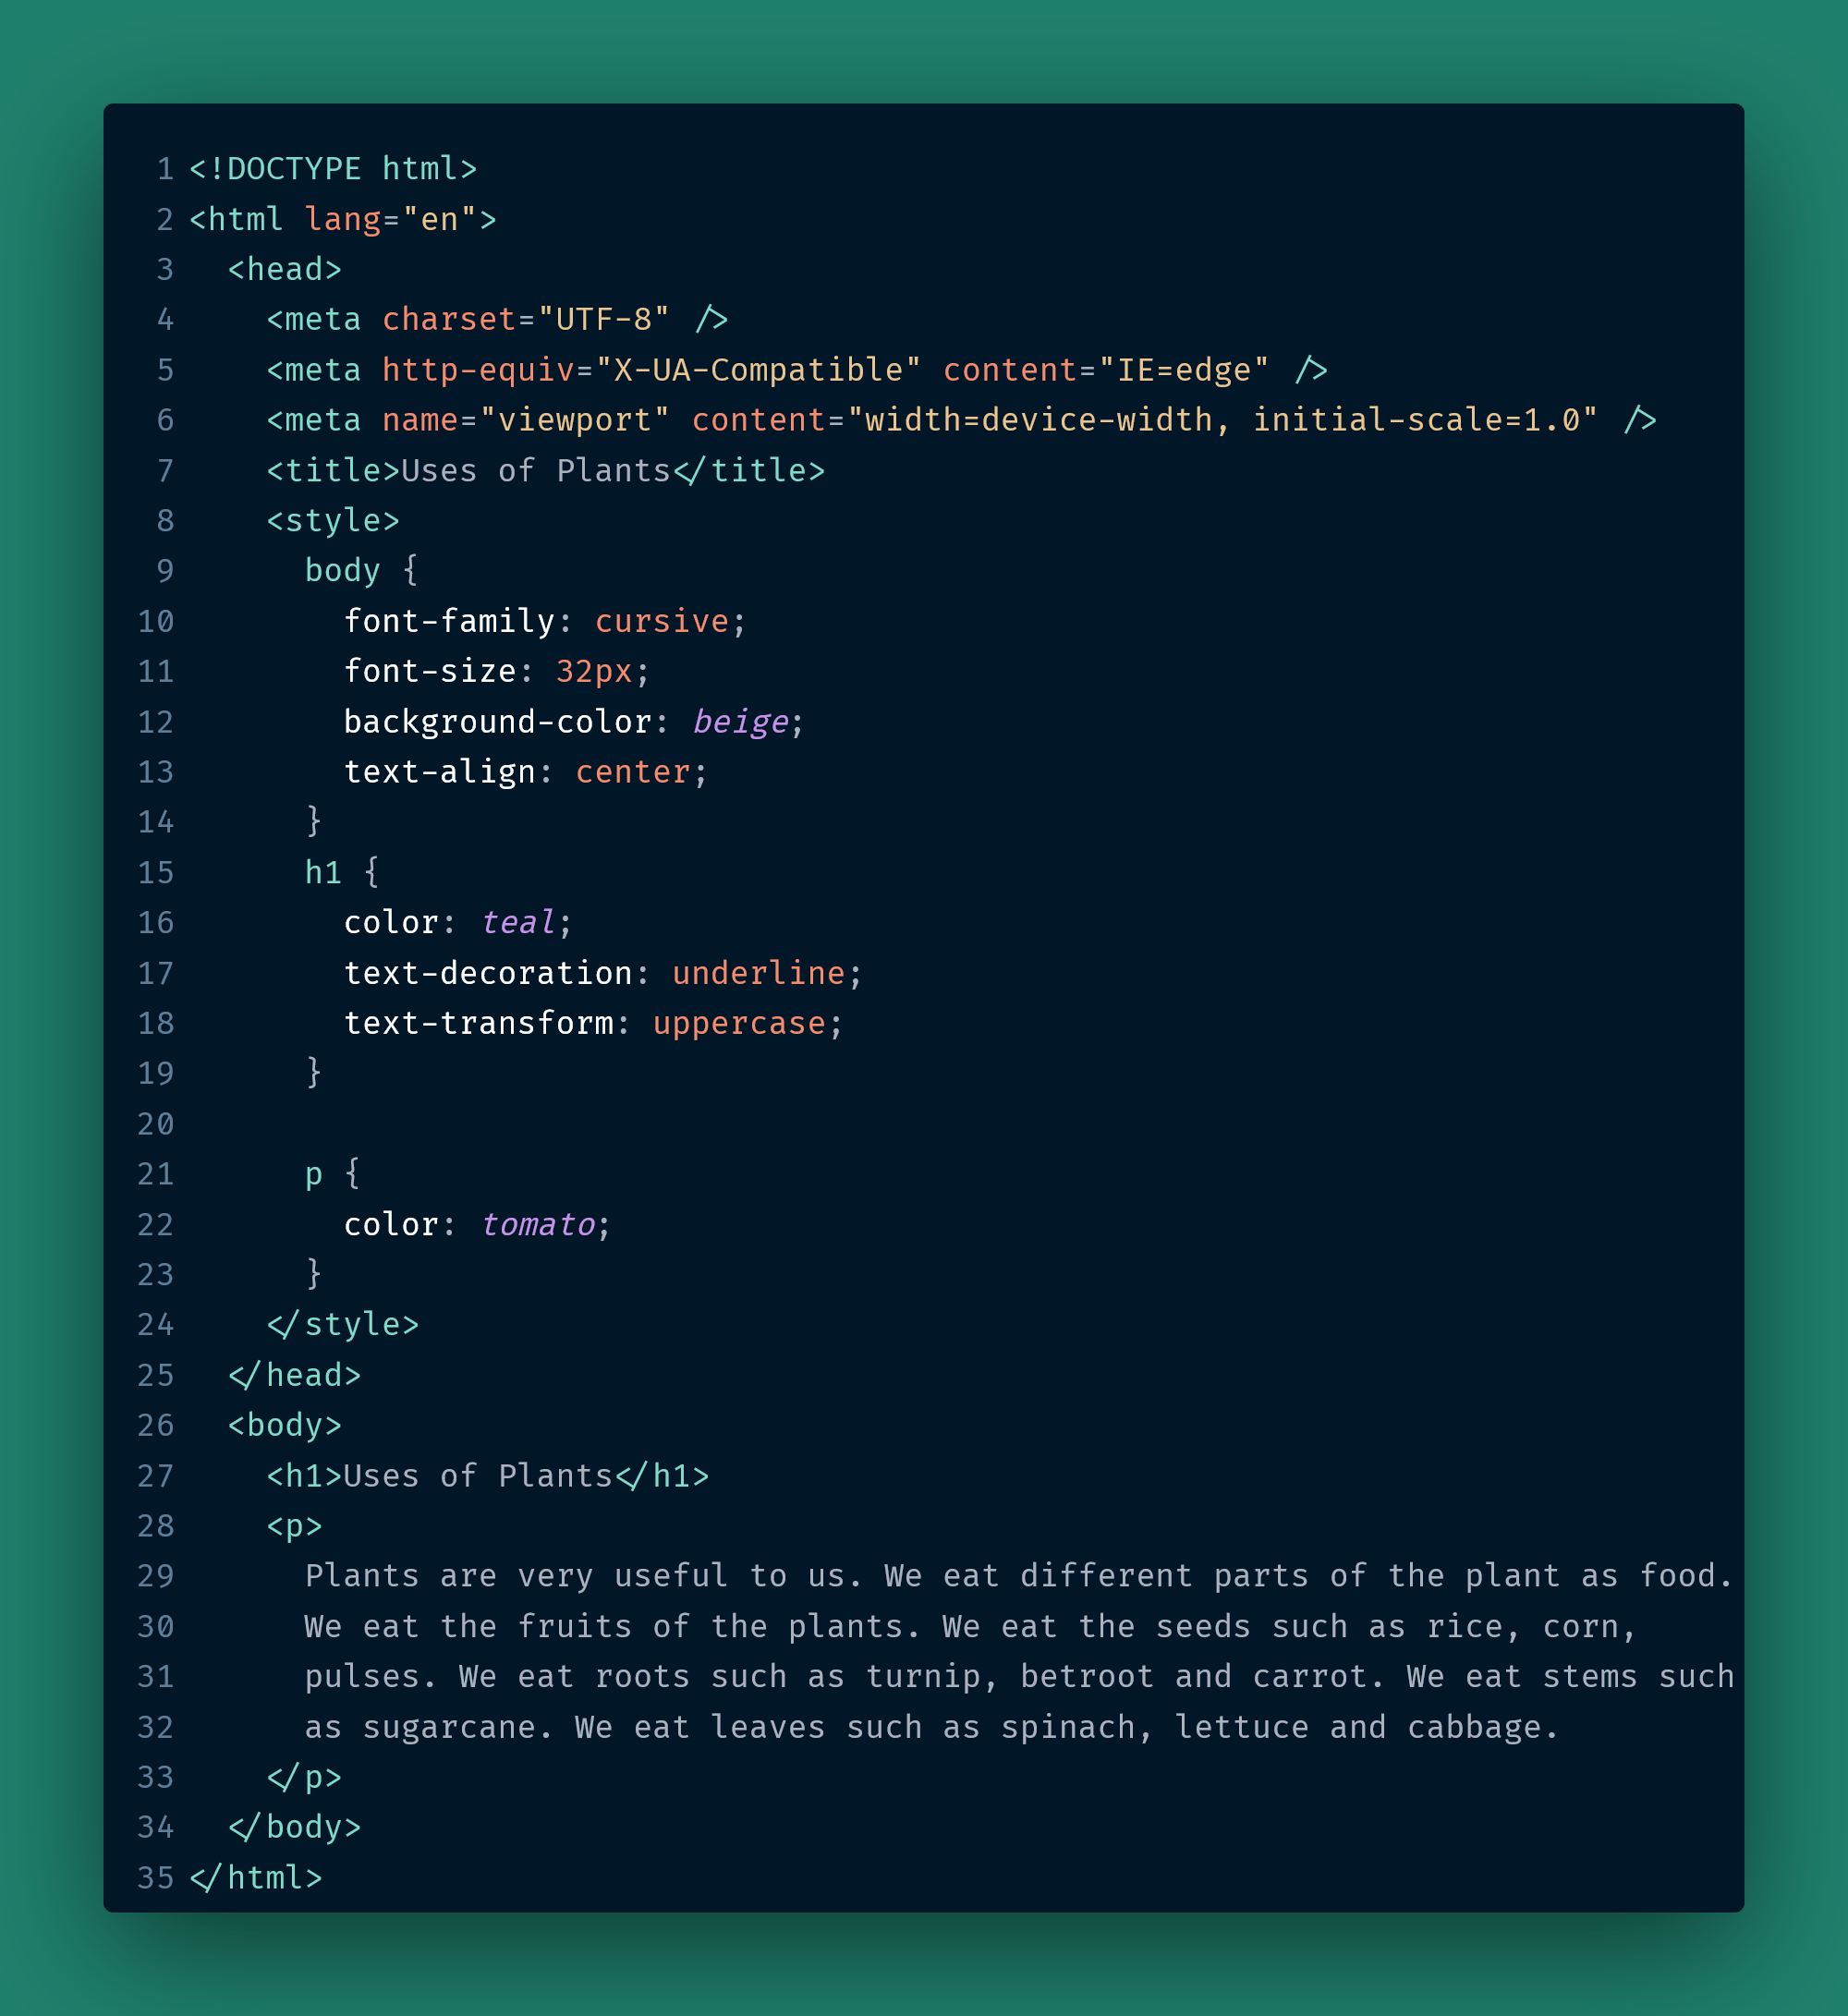 1 <!DOCTYPE html>
2 <html lang="en">
3   <head>
4     <meta charset="UTF-8" />
5     <meta http-equiv="X-UA-Compatible" content="IE=edge" />
6     <meta name="viewport" content="width=device-width, initial-scale=1.0" />
7     <title>Uses of Plants</title>
8     <style>
9       body {
10         font-family: cursive;
11         font-size: 32px;
12         background-color: beige;
13         text-align: center;
14       }
15       h1 {
16         color: teal;
17         text-decoration: underline;
18         text-transform: uppercase;
19       }
20
21       p {
22         color: tomato;
23       }
24     </style>
25   </head>
26   <body>
27     <h1>Uses of Plants</h1>
28     <p>
29       Plants are very useful to us. We eat different parts of the plant as food.
30       We eat the fruits of the plants. We eat the seeds such as rice, corn,
31       pulses. We eat roots such as turnip, betroot and carrot. We eat stems such
32       as sugarcane. We eat leaves such as spinach, lettuce and cabbage.
33     </p>
34   </body>
35 </html>